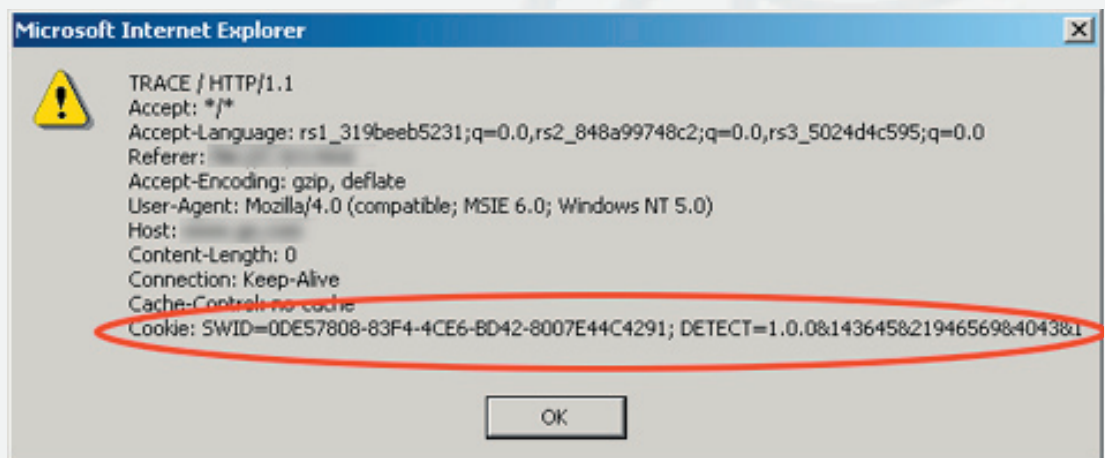 Microsoft Internet Explorer
TRACE / HTTP/1.1
Accept: */*
Accept-Language: rs1_319beeb5231;q=0.0,rs2_848a99748c2;q=0.0,rs3_5024d4c595;q=0.0
Referer:
Accept-Encoding: gzip, deflate
User-Agent: Mozilla/4.0 (compatible; MSIE 6.0; Windows NT 5.0)
Host:
Content-Length: 0
Connection: Keep-Alive
Cache-Control: no-cache
Cookie: SWID=0DE57808-83F4-4CE6-BD42-8007E44C4291; DETECT=1.0.0&143645&21946569&4043&1
OK